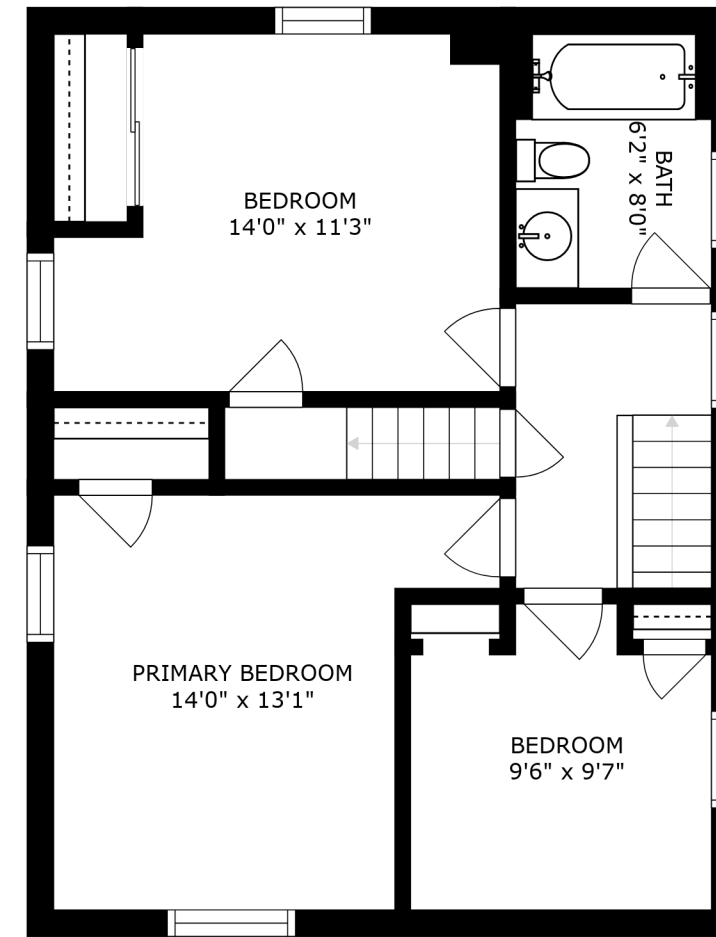 BEDROOM
14'0" x 11'3"
BATH
6'2" x 8'0"
PRIMARY BEDROOM
14'0" x 13'1"
BEDROOM
9'6" x 9'7"